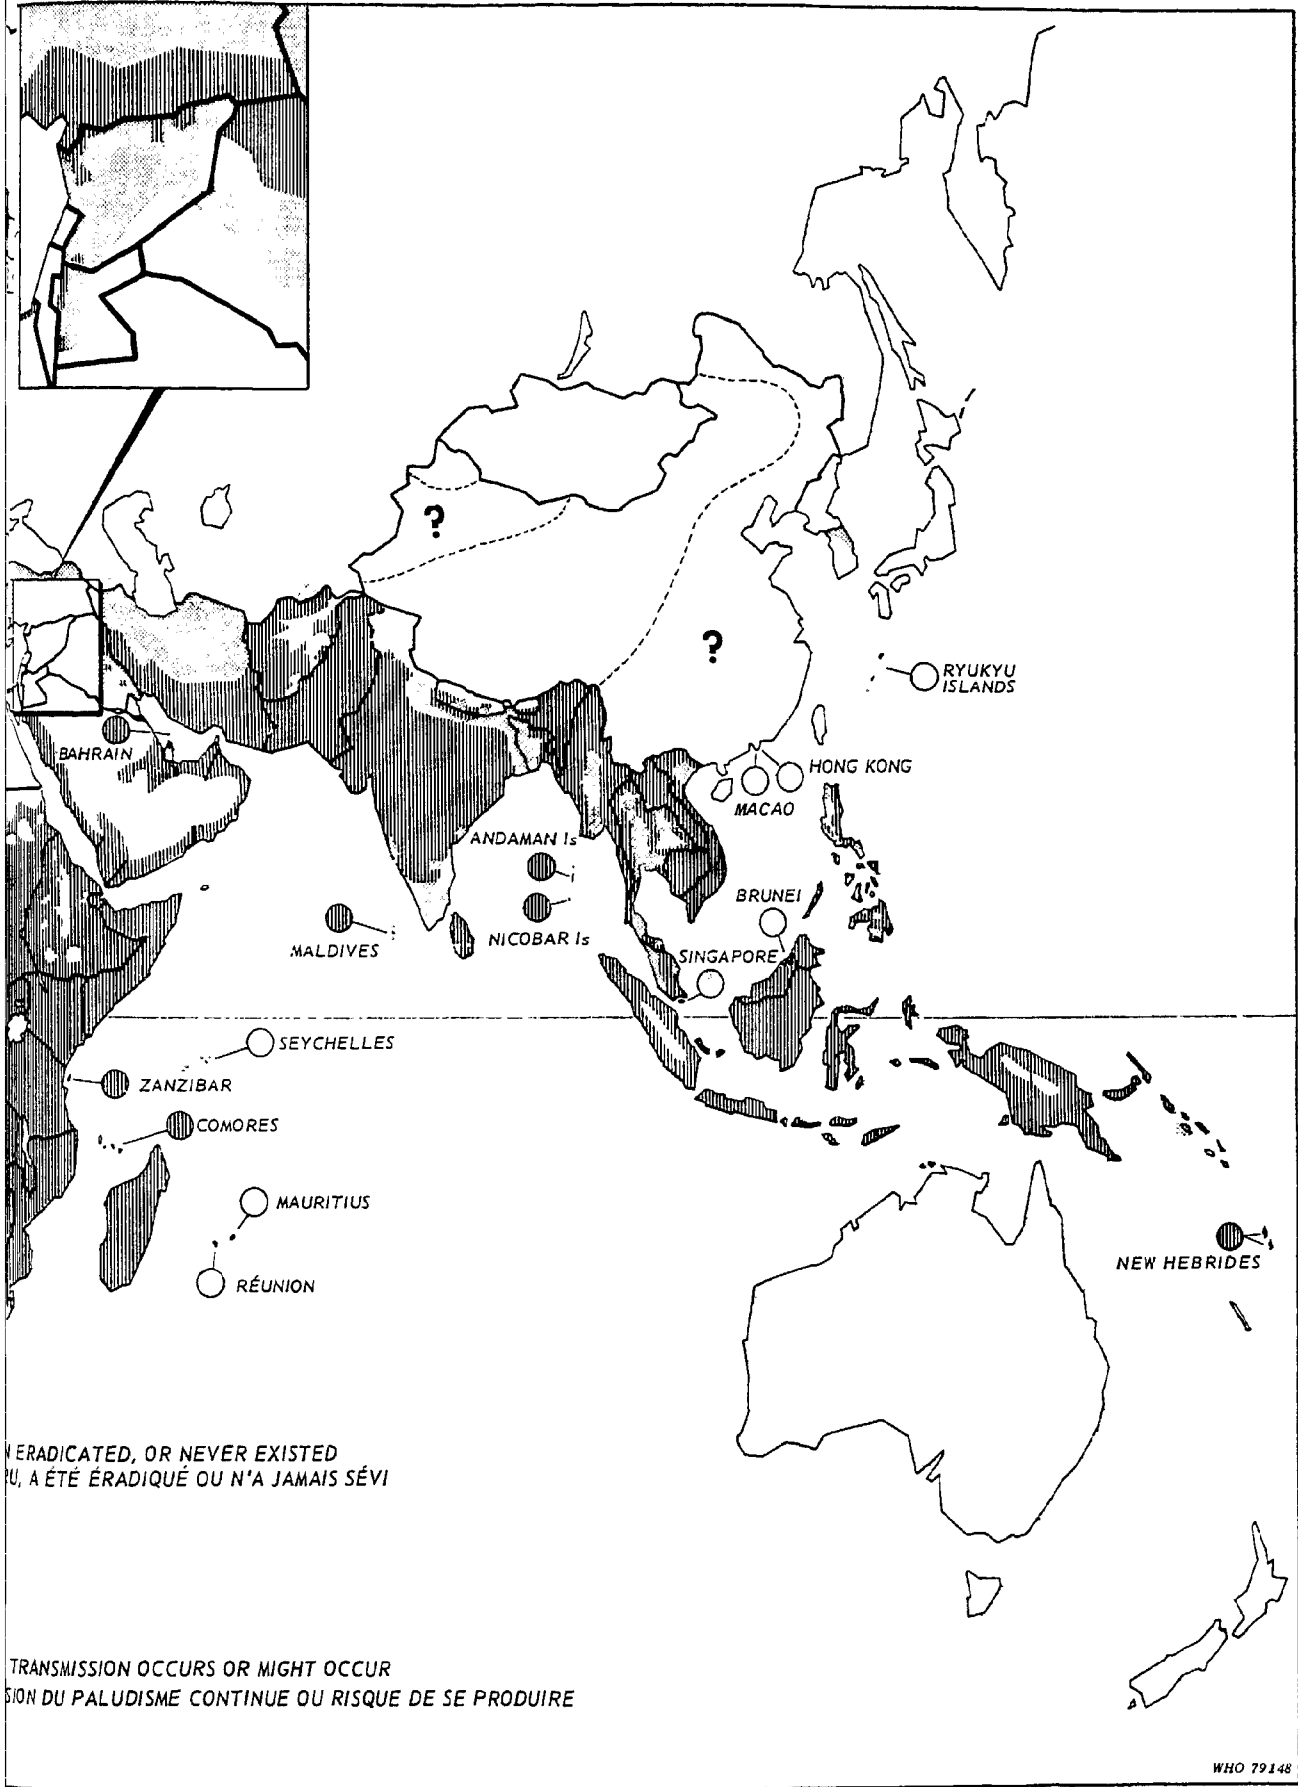 ?
?
RYUKYU
ISLANDS
BAHRAIN
HONG KONG
MACAO
ANDAMAN Is
BRUNEI
MALDIVES
NICOBAR Is
SINGAPORE
SEYCHELLES
ZANZIBAR
COMORES
MAURITIUS
NEW HEBRIDES
RÉUNION
ERADICATED, OR NEVER EXISTED
U, A ÉTÉ ÉRADIQUÉ OU N'A JAMAIS SÉVI
TRANSMISSION OCCURS OR MIGHT OCCUR
SION DU PALUDISME CONTINUE OU RISQUE DE SE PRODUIRE
WHO 79148